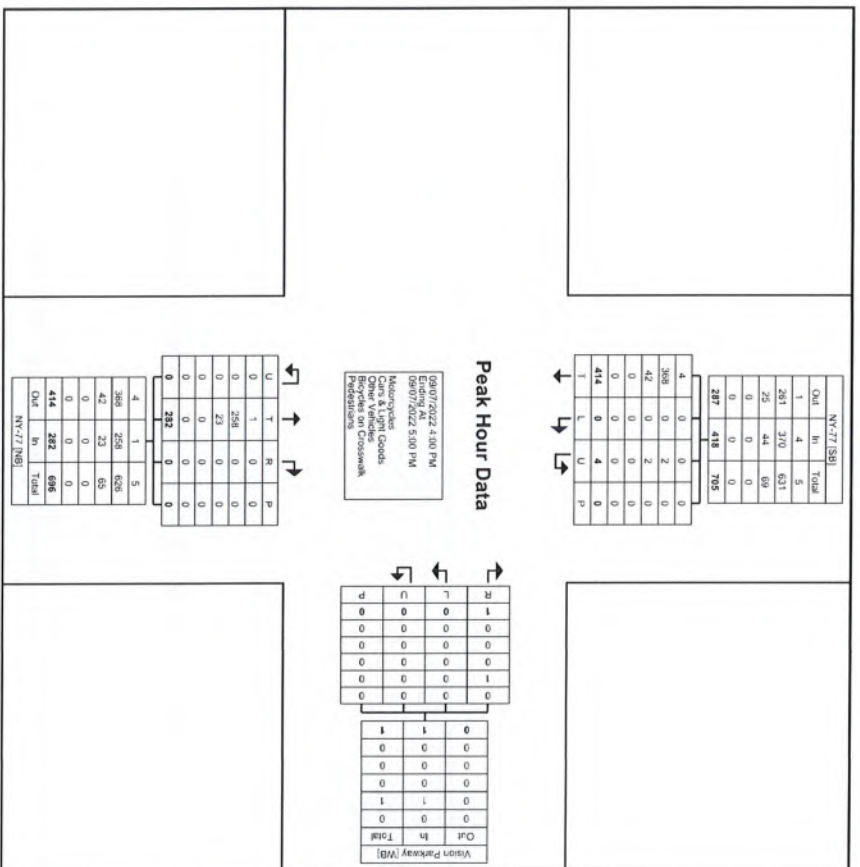 NY-77 [SB]
Out In Total
1 4 5
261 370 631
25 44 69
0 0 0
0 0 0
287 418 705
4 0 0 0
368 0 2 0
42 0 2 0
0 0 0 0
0 0 0 0
414 0 4 0
T L U P
Peak Hour Data
09/07/2022 4:00 PM
Ending At
09/07/2022 5:00 PM
Motorcycles
Cars & Light Goods
Other Vehicles
Bicycles on Crosswalk
Pedestrians
R 0 1 0 0 0 1
L 0 0 0 0 0 0
U 0 0 0 0 0 0
P 0 0 0 0 0 0
Vision Parkway [WB]
Out 0 0 0 0 0 0
In 0 1 0 0 0 1
Total 0 1 0 0 0 1
U T R P
0 1 0 0
0 258 0 0
0 23 0 0
0 0 0 0
0 0 0 0
0 282 0 0
4 1 5
368 258 626
42 23 65
0 0 0
0 0 0
414 282 696
Out In Total
NY-77 [NB]